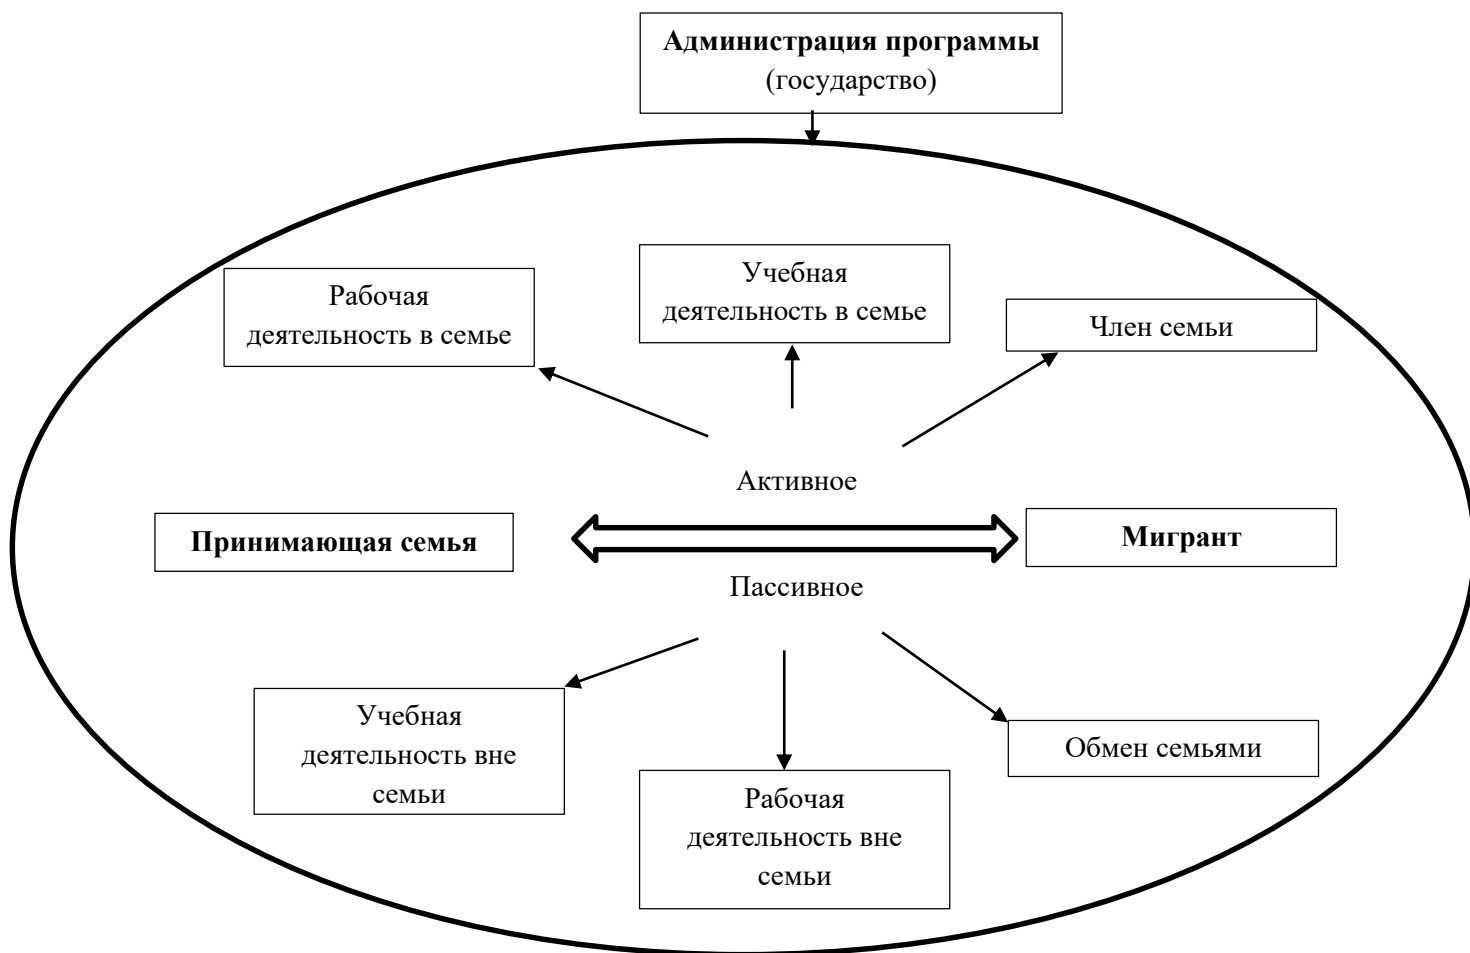 Администрация программы
(государство)
Рабочая
деятельность в семье
Учебная
деятельность в семье
Член семьи
Активное
Принимающая семья
Мигрант
Пассивное
Учебная
деятельность вне
семьи
Рабочая
деятельность вне
семьи
Обмен семьями